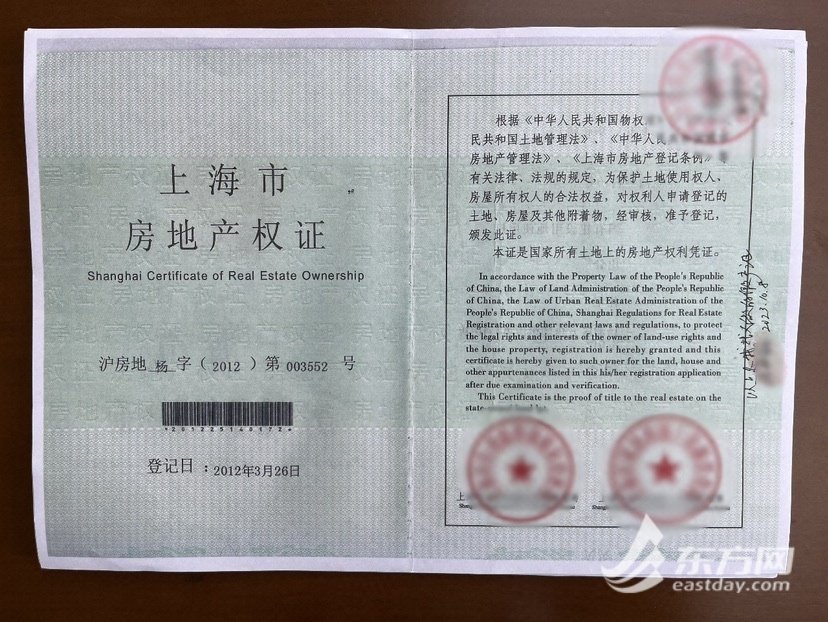 上海市
房地产权证
Shanghai Certificate of Real Estate Ownership
沪房地 杨 字（2012）第 003552 号
*201225148172*
登记日：2012年3月26日
根据《中华人民共和国物权
民共和国土地管理法》、《中华人民共和国
房地产管理法》、《上海市房地产登记条例》等
有关法律、法规的规定，为保护土地使用权人、
房屋所有权人的合法权益，对权利人申请登记的
土地、房屋及其他附着物，经审核，准予登记，
颁发此证。
本证是国家所有土地上的房地产权利凭证。
In accordance with the Property Law of the People's Republic
of China, the Law of Land Administration of the People's Republic
of China, the Law of Urban Real Estate Administration of the
People's Republic of China, Shanghai Regulations for Real Estate
Registration and other relevant laws and regulations, to protect
the legal rights and interests of the owner of land-use rights and
the house property, registration is hereby granted and this
certificate is hereby given to such owner for the land, house and
other appurtenances listed in this his/her registration application
after due examination and verification.
This Certificate is the proof of title to the real estate on the
state
2023.10.8
东方网
eastday.com